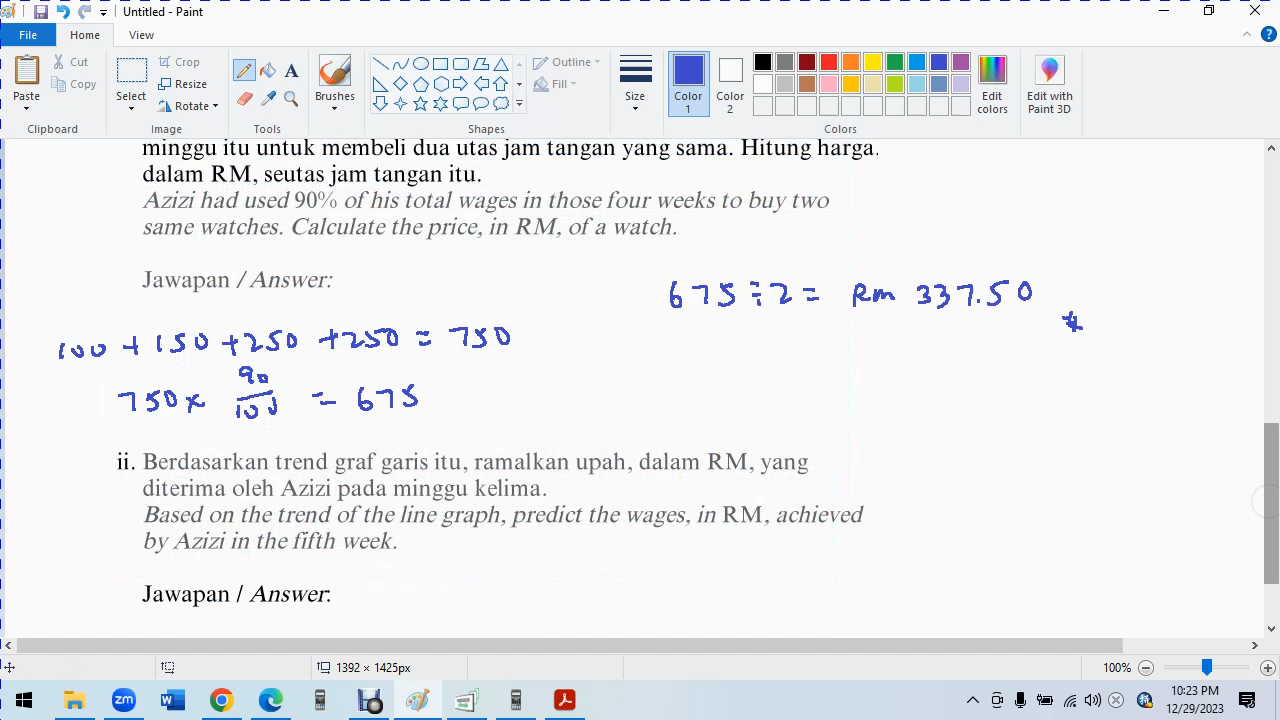 Untitled - Paint
File Home View
Paste
Cut
Copy
Clipboard
Select
Crop
Resize
Rotate
Image
Tools
Brushes
Outline
Fill
Shapes
Size
Color 1
Color 2
Edit colors
Colors
Edit with Paint 3D
minggu itu untuk membeli dua utas jam tangan yang sama. Hitung harga,
dalam RM, seutas jam tangan itu.
Azizi had used 90% of his total wages in those four weeks to buy two
same watches. Calculate the price, in RM, of a watch.
Jawapan / Answer:
675 ÷ 2 = Rm 337.50
100 + 150 + 250 + 250 = 750
750 × 90/100 = 675
ii. Berdasarkan trend graf garis itu, ramalkan upah, dalam RM, yang
diterima oleh Azizi pada minggu kelima.
Based on the trend of the line graph, predict the wages, in RM, achieved
by Azizi in the fifth week.
Jawapan / Answer:
1392 × 1425px
100%
zm
10:23 PM
12/29/2023